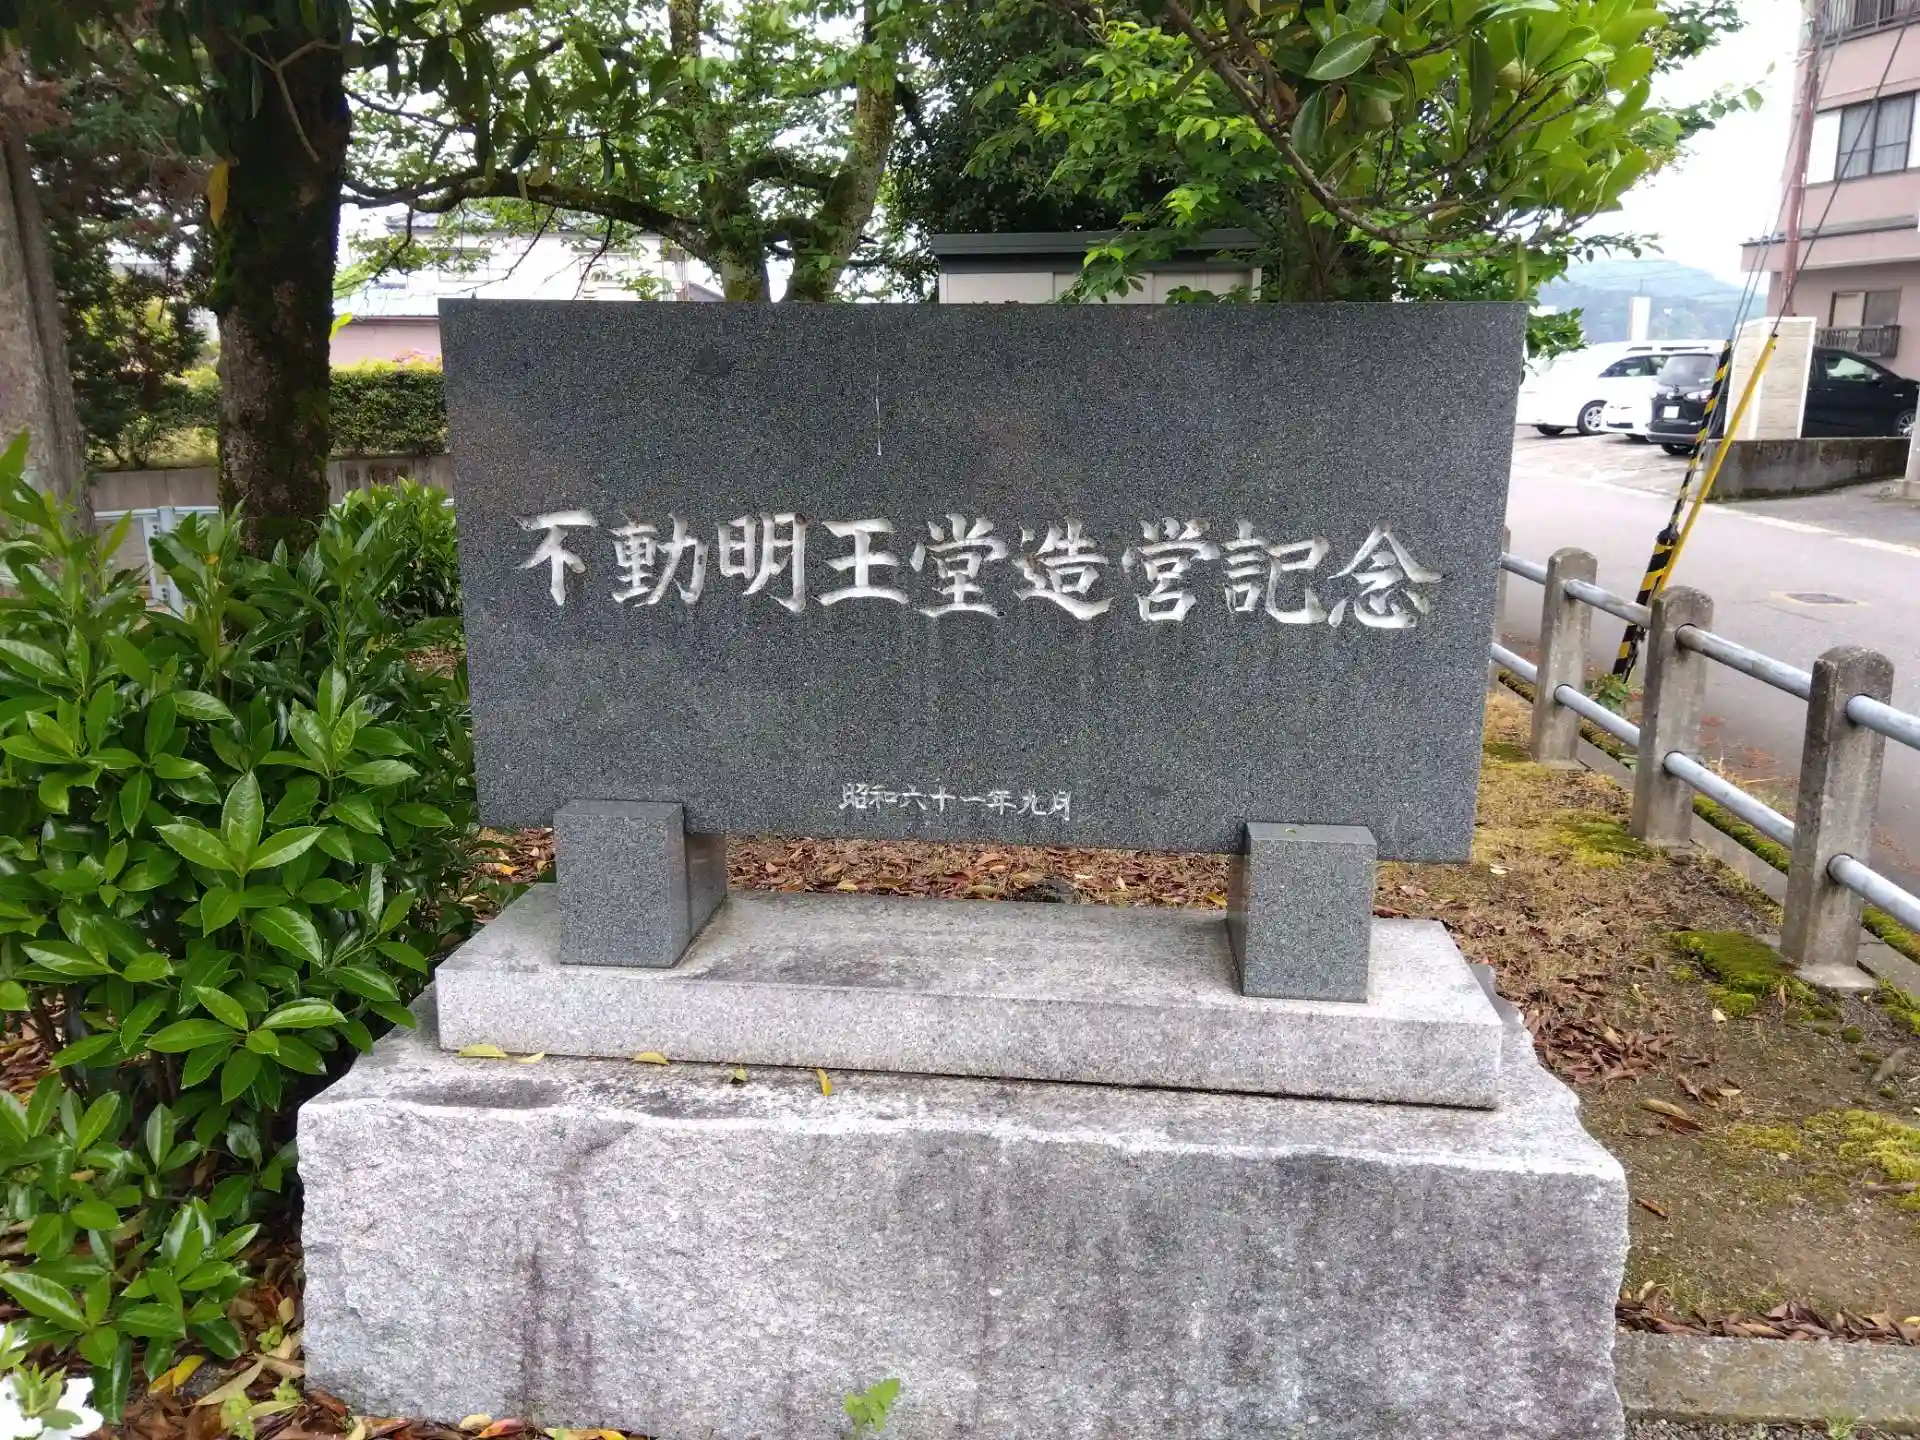 不動明王堂造営記念
昭和六十一年九月